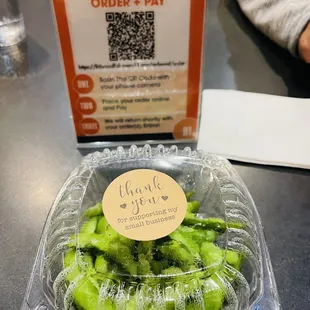 ORDER + PAY
ONE
Scan The QR Code with
your phone camera
TWO
Place your order online
and Pay
THREE
We will return shortly with
your order(s). Enjoy!
thank
you
for supporting my
small business